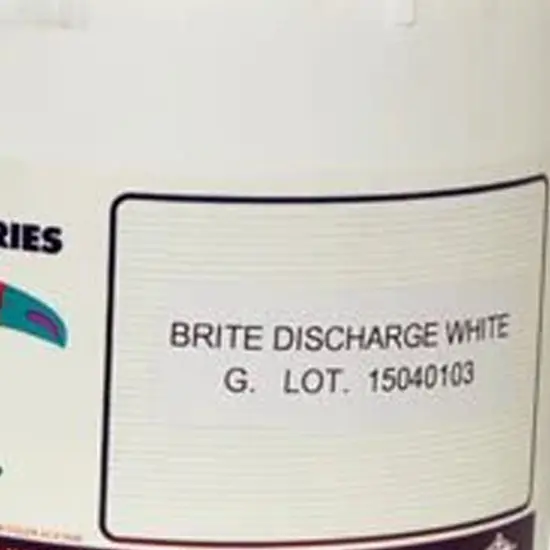 RIES
BRITE DISCHARGE WHITE
G. LOT. 15040103